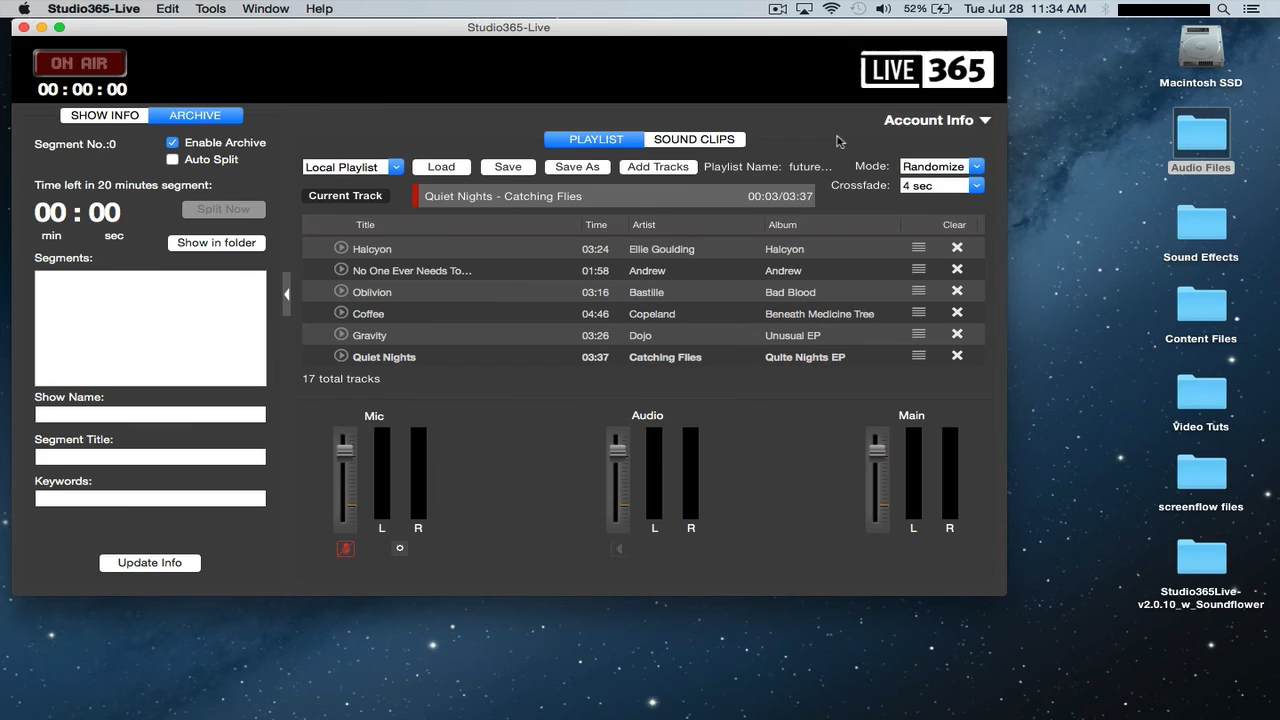 Studio365-Live Edit Tools Window Help 52% Tue Jul 28 11:34 AM
Studio365-Live
ON AIR
00:00:00
LIVE 365
SHOW INFO ARCHIVE
Account Info
Segment No.:0
Enable Archive
Auto Split
PLAYLIST SOUND CLIPS
Local Playlist Load Save Save As Add Tracks Playlist Name: future... Mode: Randomize
Crossfade: 4 sec
Time left in 20 minutes segment:
00 : 00
min sec
Split Now
Show in folder
Current Track Quiet Nights - Catching Flies 00:03/03:37
Title Time Artist Album Clear
Halcyon 03:24 Ellie Goulding Halcyon
No One Ever Needs To... 01:58 Andrew Andrew
Oblivion 03:16 Bastille Bad Blood
Coffee 04:46 Copeland Beneath Medicine Tree
Gravity 03:26 Dojo Unusual EP
Quiet Nights 03:37 Catching Flies Quite Nights EP
17 total tracks
Segments:
Show Name:
Segment Title:
Keywords:
Update Info
Mic Audio Main
L R L R L R
Macintosh SSD
Audio Files
Sound Effects
Content Files
Video Tuts
screenflow files
Studio365Live-
v2.0.10_w_Soundflower